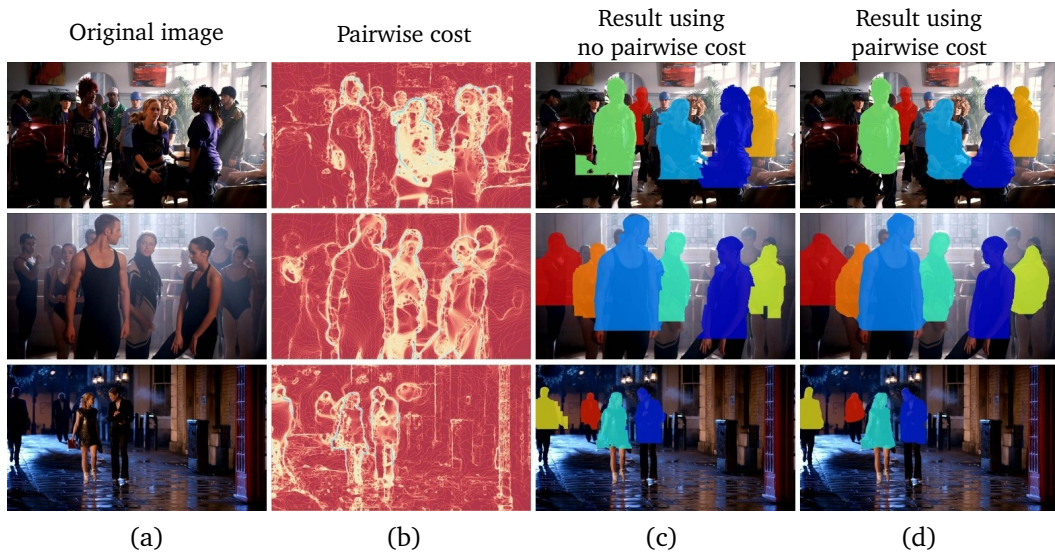 Original image
Pairwise cost
Result using
no pairwise cost
Result using
pairwise cost
(a)
(b)
(c)
(d)